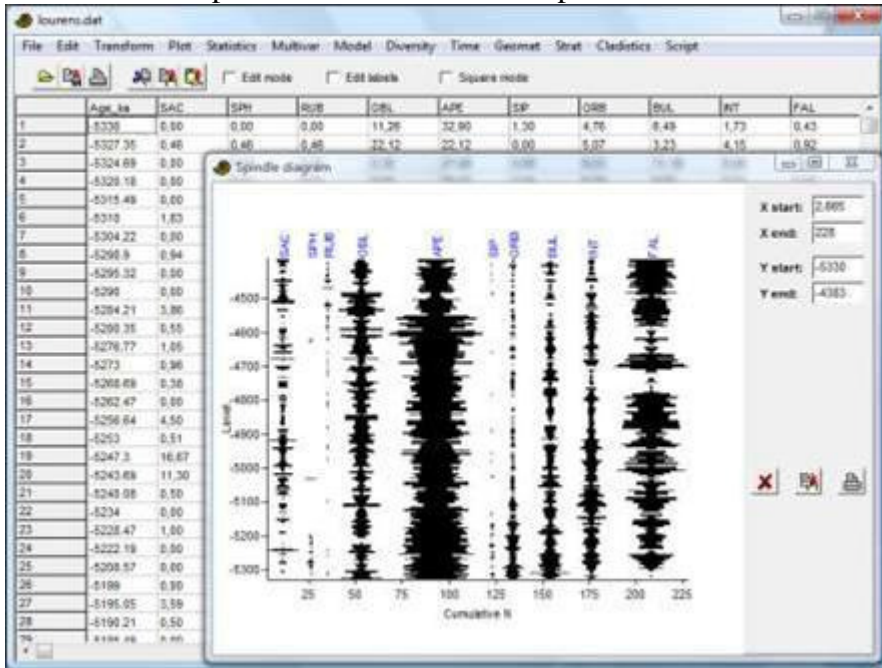 lourens.dat
File Edit Transform Plot Statistics Multivar Model Diversity Time Geomet Strat Cladistics Script
Edit mode Edit labels Square mode
Age_ka SAC SPH RUB OBL APE SIP ORB BUL INT FAL
1 -5330 0,00 0,00 0,00 11,26 32,90 1,30 4,76 6,49 1,73 0,43
2 -5327.35 0,46 0,46 0,46 22,12 22,12 0,00 5,07 3,23 4,15 0,92
3 -5324.69 0,00
4 -5320.18 0,00
5 -5315.49 0,00
6 -5310 1,83
7 -5304.22 0,00
8 0,94
9 -5295.32 0,00
10 -5290 0,00
11 -5284.21 3,86
12 -5280.35 0,55
13 -5276.77 1,05
14 -5273 0,96
15 -5268.69 0,38
16 -5262.47 0,00
17 -5256.64 4,50
18 -5253 0,51
19 -5247.3 16,67
20 -5243.69 11,30
21 0,50
22 -5234 0,00
23 -5228.47 1,00
24 -5222.19 0,00
25 -5208.57 0,00
26 -5199 0,90
27 -5195.05 3,59
28 -5190.21 0,50
29
Spindle diagram
X start: 2,665
X end: 228
Y start: -5330
Y end: -4383
SAC SPH RUB OBL APE SIP ORB BUL INT FAL
-4500
-4600
-4700
-4800
-4900
-5000
-5100
-5200
-5300
Level
25 50 75 100 125 150 175 200 225
Cumulative N